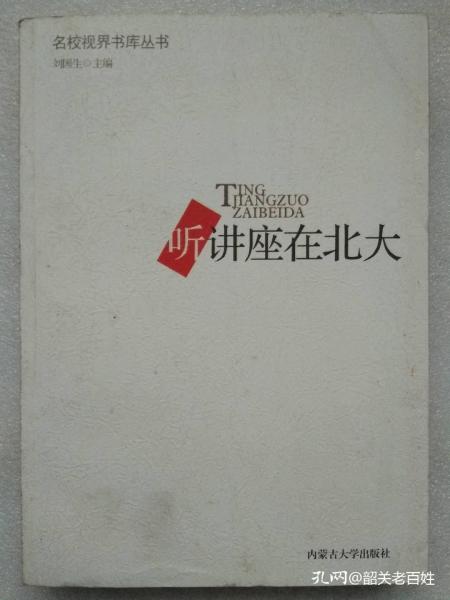 名校视界书库丛书
刘国生◎主编
TING
JIANGZUO
ZAIBEIDA
听讲座在北大
内蒙古大学出版社
孔网@韶关老百姓